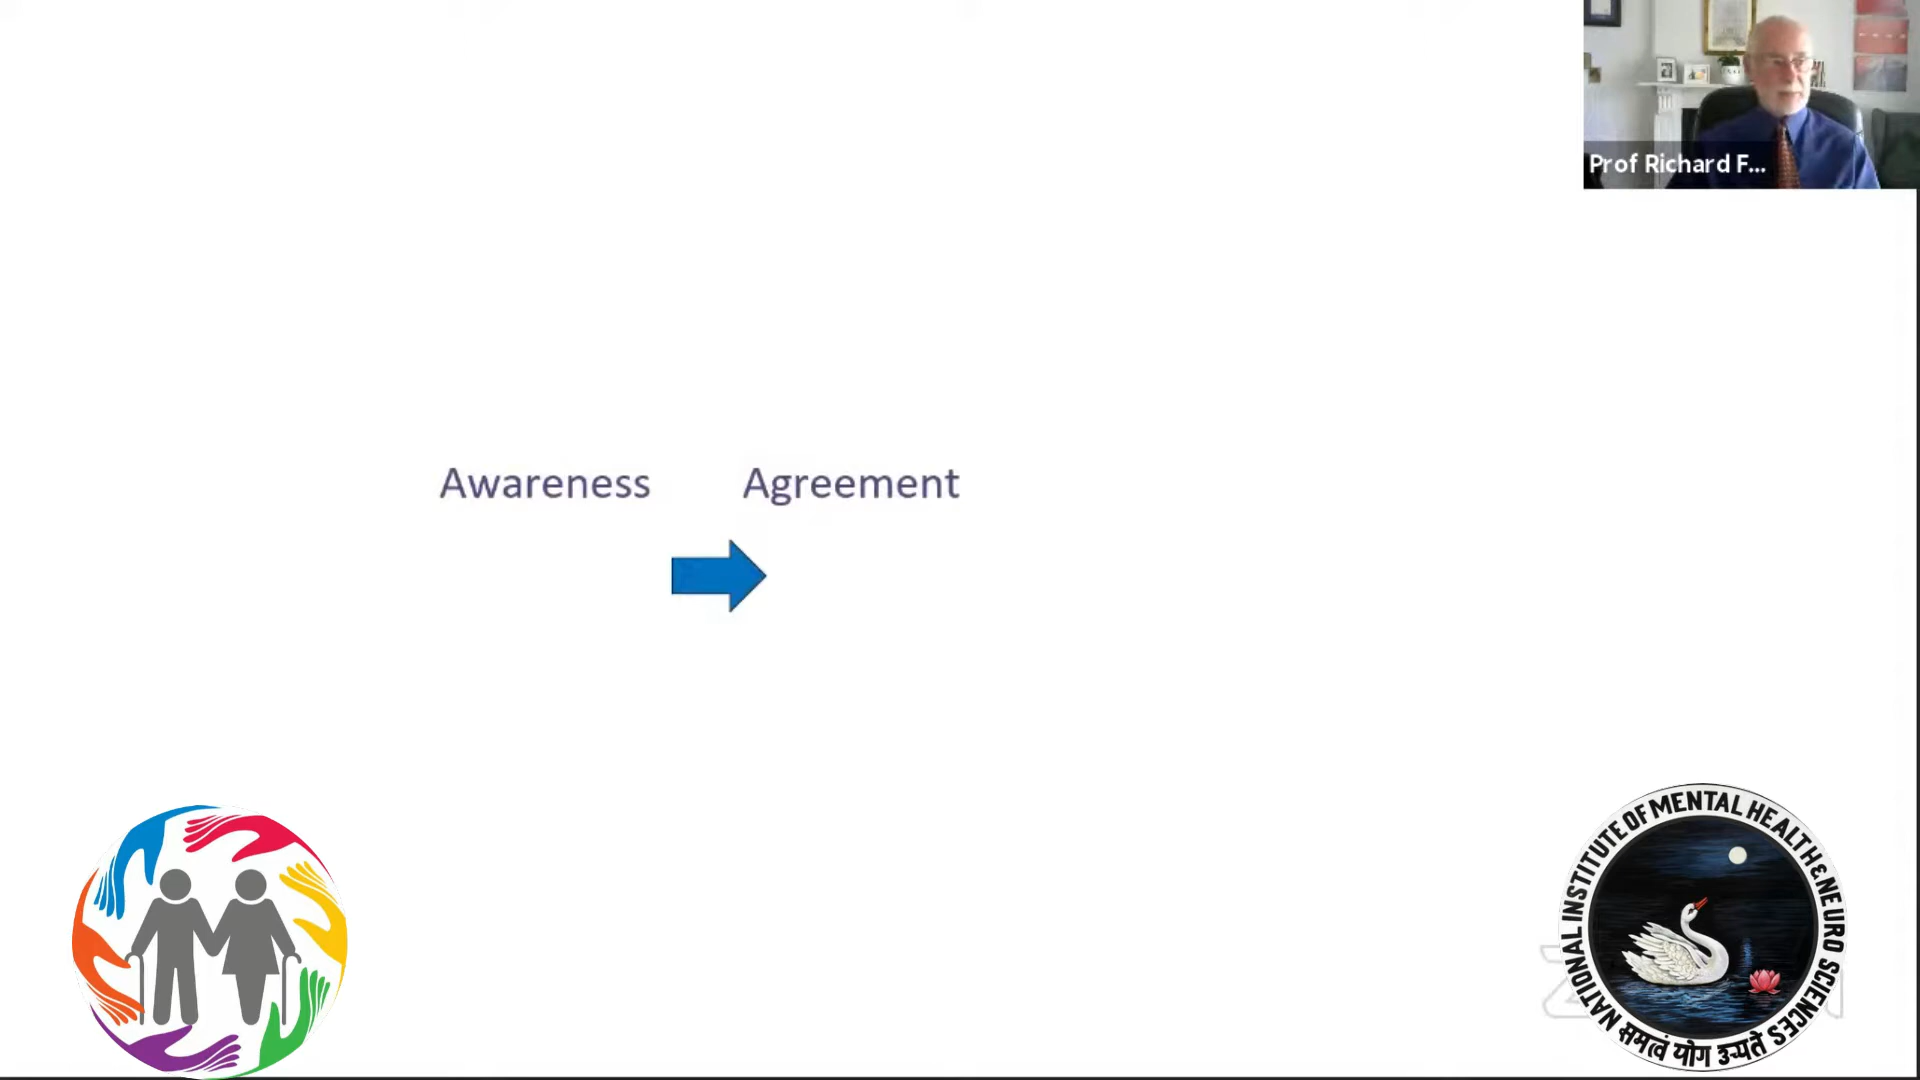 Prof Richard F...
Awareness Agreement
NATIONAL INSTITUTE OF MENTAL HEALTH & NEURO SCIENCES
समत्वं योग उच्यते